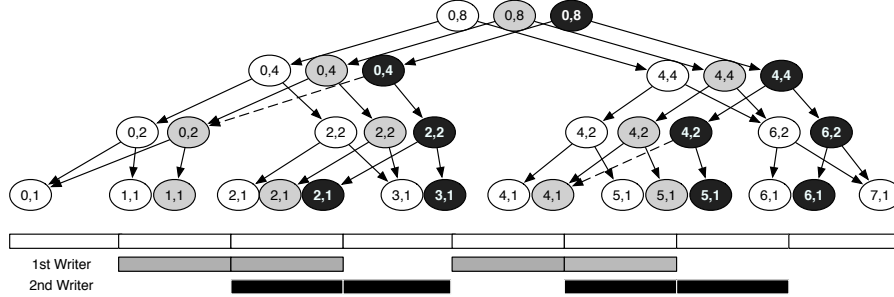 0,8 0,8 0,8
0,4 0,4 0,4 4,4 4,4 4,4
0,2 0,2 2,2 2,2 2,2 4,2 4,2 4,2 6,2 6,2
0,1 1,1 1,1 2,1 2,1 2,1 3,1 3,1 4,1 4,1 5,1 5,1 5,1 6,1 6,1 7,1
1st Writer
2nd Writer